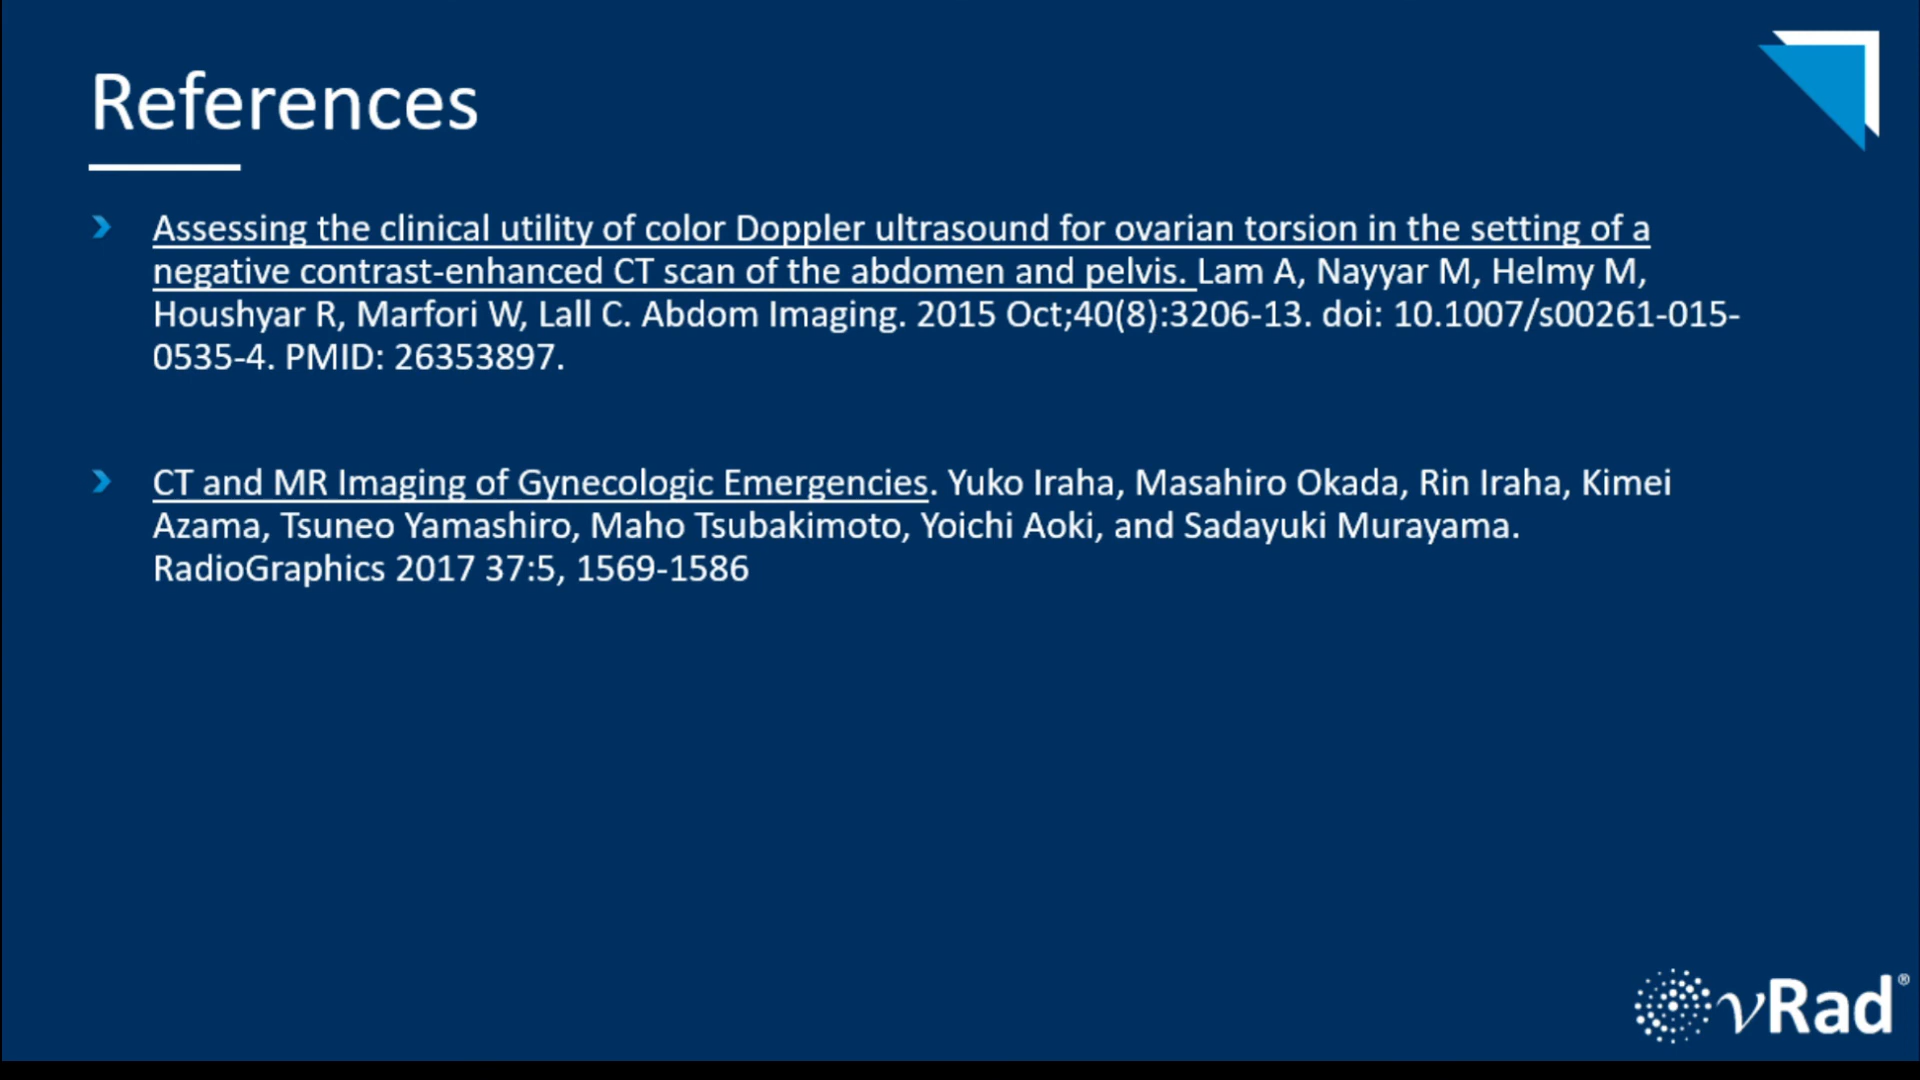 References
Assessing the clinical utility of color Doppler ultrasound for ovarian torsion in the setting of a
negative contrast-enhanced CT scan of the abdomen and pelvis. Lam A, Nayyar M, Helmy M,
Houshyar R, Marfori W, Lall C. Abdom Imaging. 2015 Oct;40(8):3206-13. doi: 10.1007/s00261-015-
0535-4. PMID: 26353897.
CT and MR Imaging of Gynecologic Emergencies. Yuko Iraha, Masahiro Okada, Rin Iraha, Kimei
Azama, Tsuneo Yamashiro, Maho Tsubakimoto, Yoichi Aoki, and Sadayuki Murayama.
RadioGraphics 2017 37:5, 1569-1586
vRad®